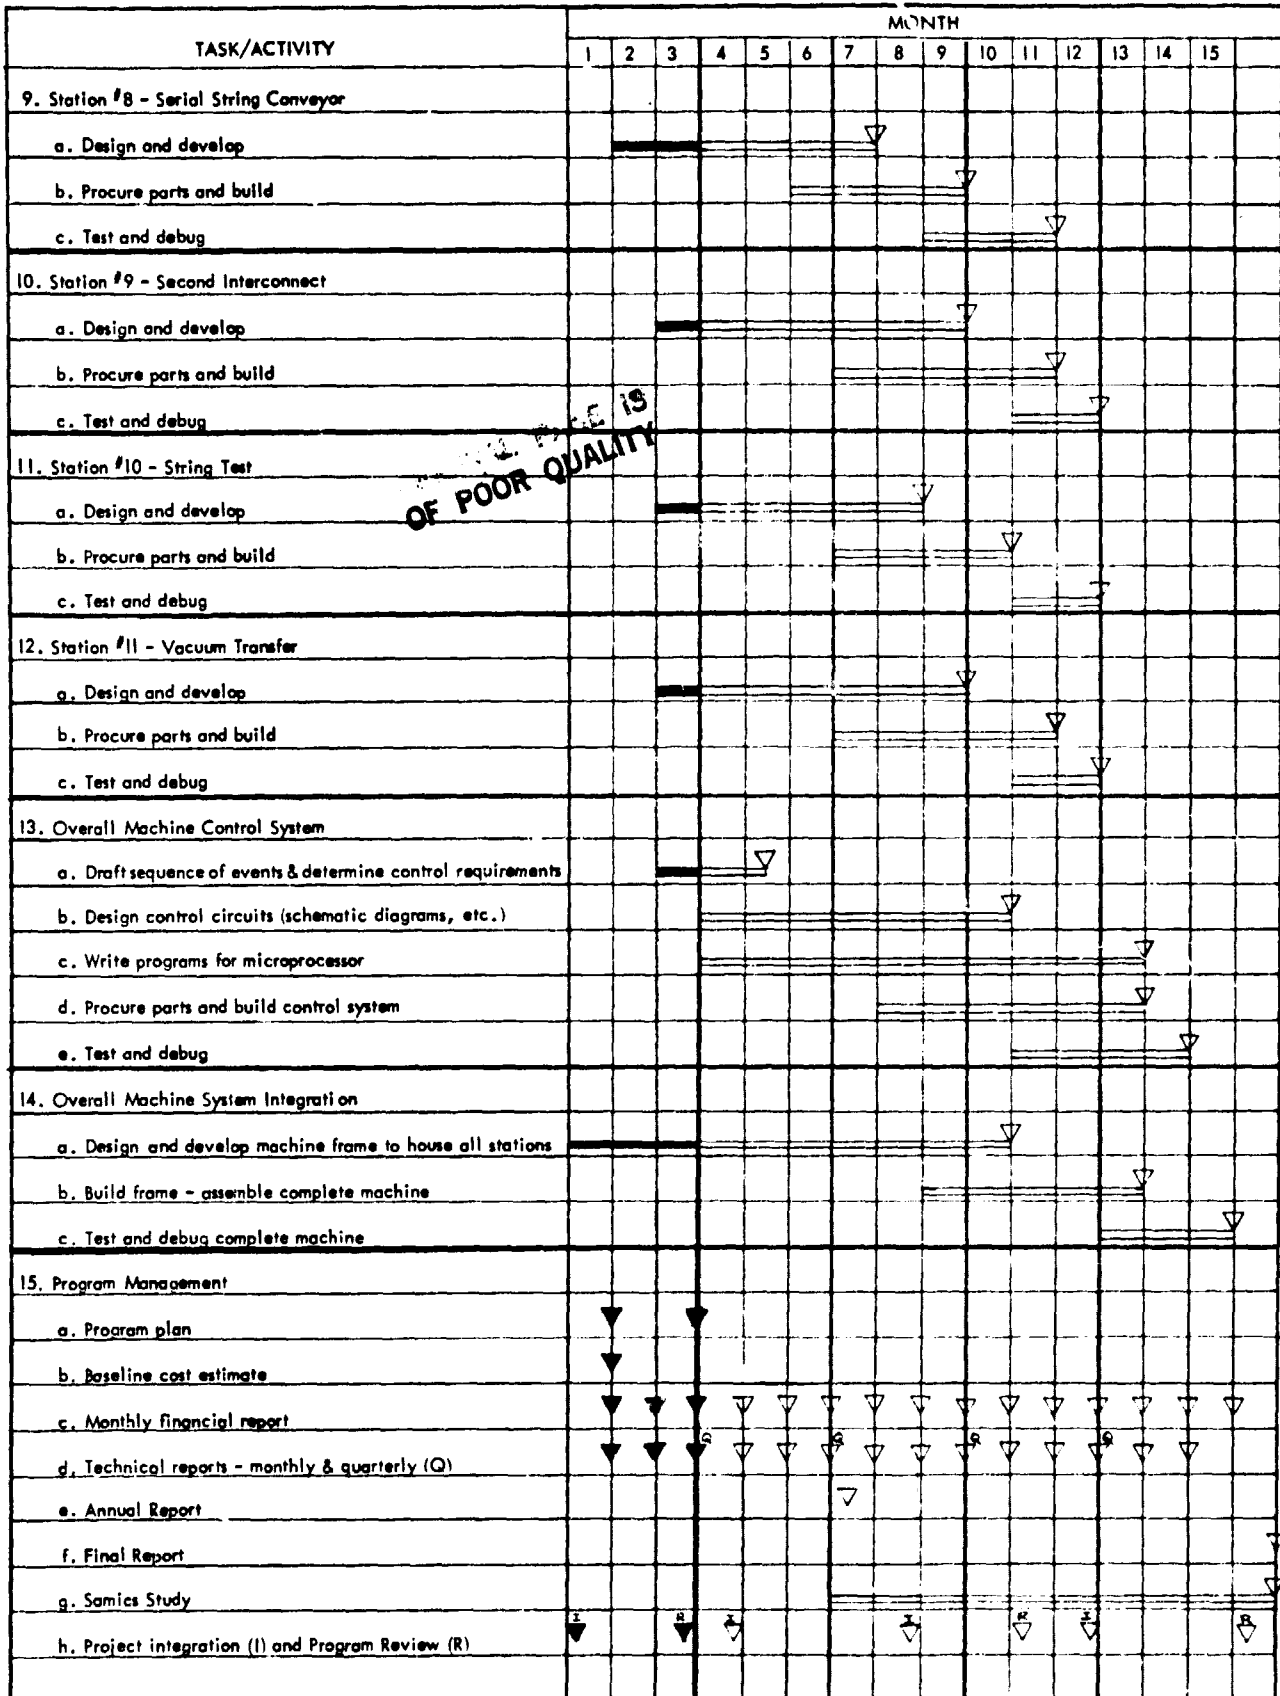 TASK/ACTIVITY
MONTH
1 2 3 4 5 6 7 8 9 10 11 12 13 14 15
9. Station #8 - Serial String Conveyor
a. Design and develop
b. Procure parts and build
c. Test and debug
10. Station #9 - Second Interconnect
a. Design and develop
b. Procure parts and build
c. Test and debug
PAGE IS
OF POOR QUALITY
11. Station #10 - String Test
a. Design and develop
b. Procure parts and build
c. Test and debug
12. Station #11 - Vacuum Transfer
a. Design and develop
b. Procure parts and build
c. Test and debug
13. Overall Machine Control System
a. Draft sequence of events & determine control requirements
b. Design control circuits (schematic diagrams, etc.)
c. Write programs for microprocessor
d. Procure parts and build control system
e. Test and debug
14. Overall Machine System Integration
a. Design and develop machine frame to house all stations
b. Build frame - assemble complete machine
c. Test and debug complete machine
15. Program Management
a. Program plan
b. Baseline cost estimate
c. Monthly financial report
Q Q Q Q
d. Technical reports - monthly & quarterly (Q)
e. Annual Report
f. Final Report
g. Samics Study
I R I I R I R
h. Project integration (I) and Program Review (R)